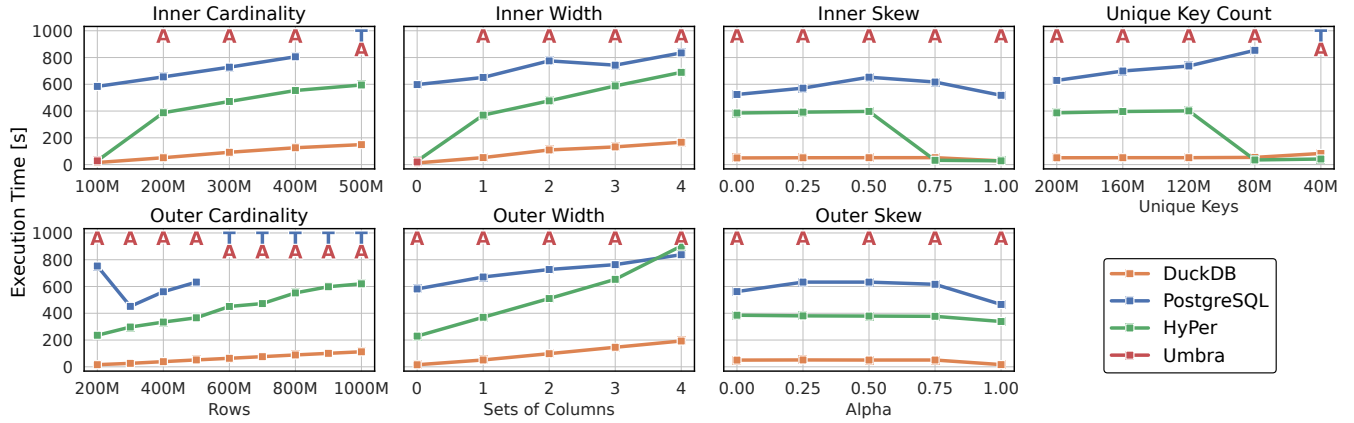 Inner Cardinality
Inner Width
Inner Skew
Unique Key Count
Execution Time [s]
1000
800
600
400
200
0
A A A T
A
A A A A
A A A A A
A A A A T
A
100M 200M 300M 400M 500M
0 1 2 3 4
0.00 0.25 0.50 0.75 1.00
200M 160M 120M 80M 40M
Unique Keys
Outer Cardinality
Outer Width
Outer Skew
1000
800
600
400
200
0
A A A A T T T T T
A A A A A
A A A A A
A A A A A
200M 400M 600M 800M 1000M
Rows
0 1 2 3 4
Sets of Columns
0.00 0.25 0.50 0.75 1.00
Alpha
DuckDB
PostgreSQL
HyPer
Umbra